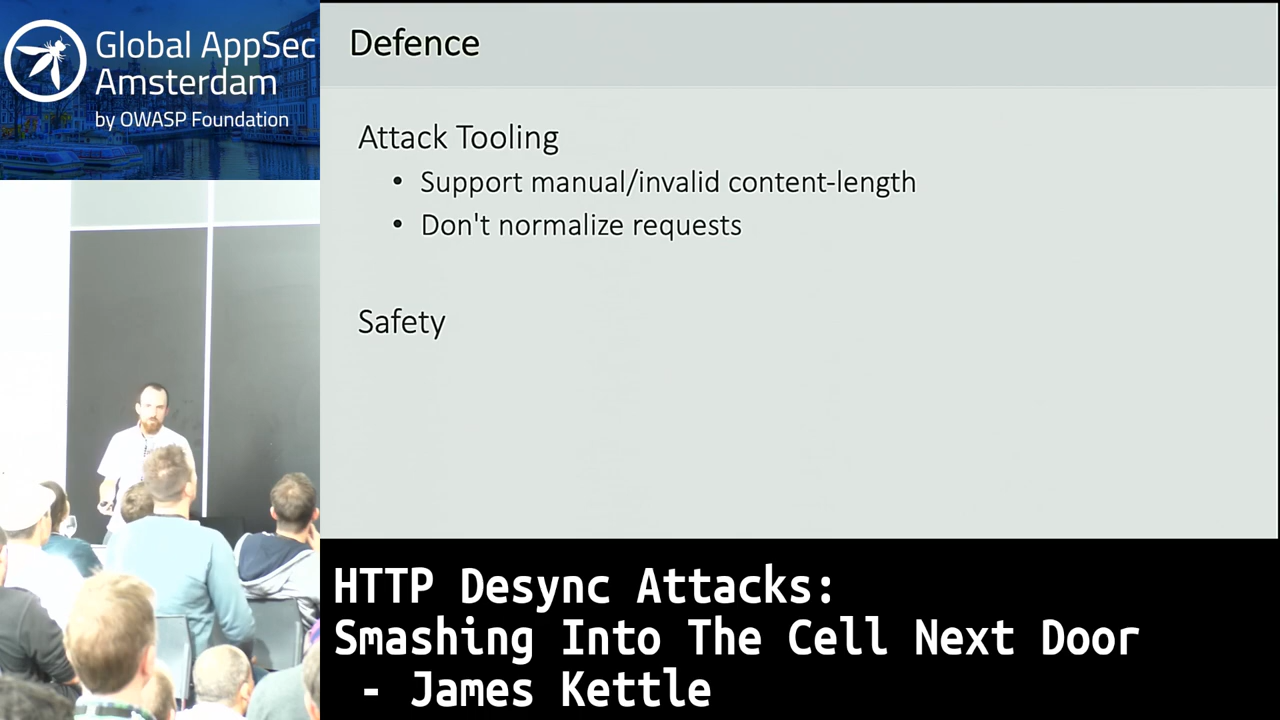 Global AppSec
Amsterdam
by OWASP Foundation
Defence
Attack Tooling
• Support manual/invalid content-length
• Don't normalize requests
Safety
HTTP Desync Attacks:
Smashing Into The Cell Next Door
- James Kettle